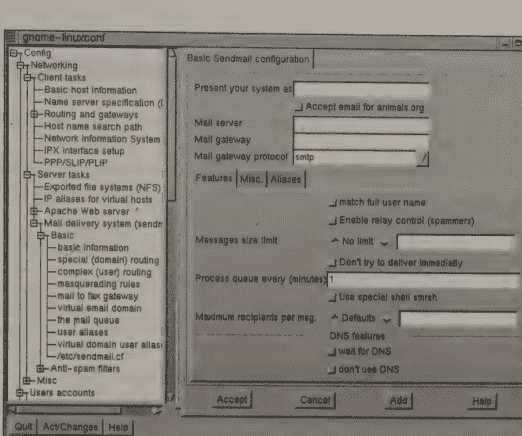 gnome-linuxconf
Config
Networking
Client tasks
Basic host information
Name server specification (
Routing and gateways
Host name search path
Network Information System
IPX interface setup
PPP/SLIP/PLIP
Server tasks
Exported file systems (NFS)
IP aliases for virtual hosts
Apache Web server
Mail delivery system (sendm
Basic
basic information
special (domain) routing
complex (user) routing
masquerading rules
mail to fax gateway
virtual email domain
the mail queue
user aliases
virtual domain user alias
/etc/sendmail.cf
Anti-spam filters
Misc
Users accounts
Quit Act/Changes Help
Basic Sendmail configuration
Present your system as
Accept email for animals.org
Mail server
Mail gateway
Mail gateway protocol smtp
Features Misc. Aliases
match full user name
Enable relay control (spammers)
Messages size limit No limit
Don't try to deliver immediatly
Process queue every (minutes) 1
Use special shell smrsh
Maximum recipients per msg. Defaults
DNS features
wait for DNS
don't use DNS
Accept Cancel Add Help